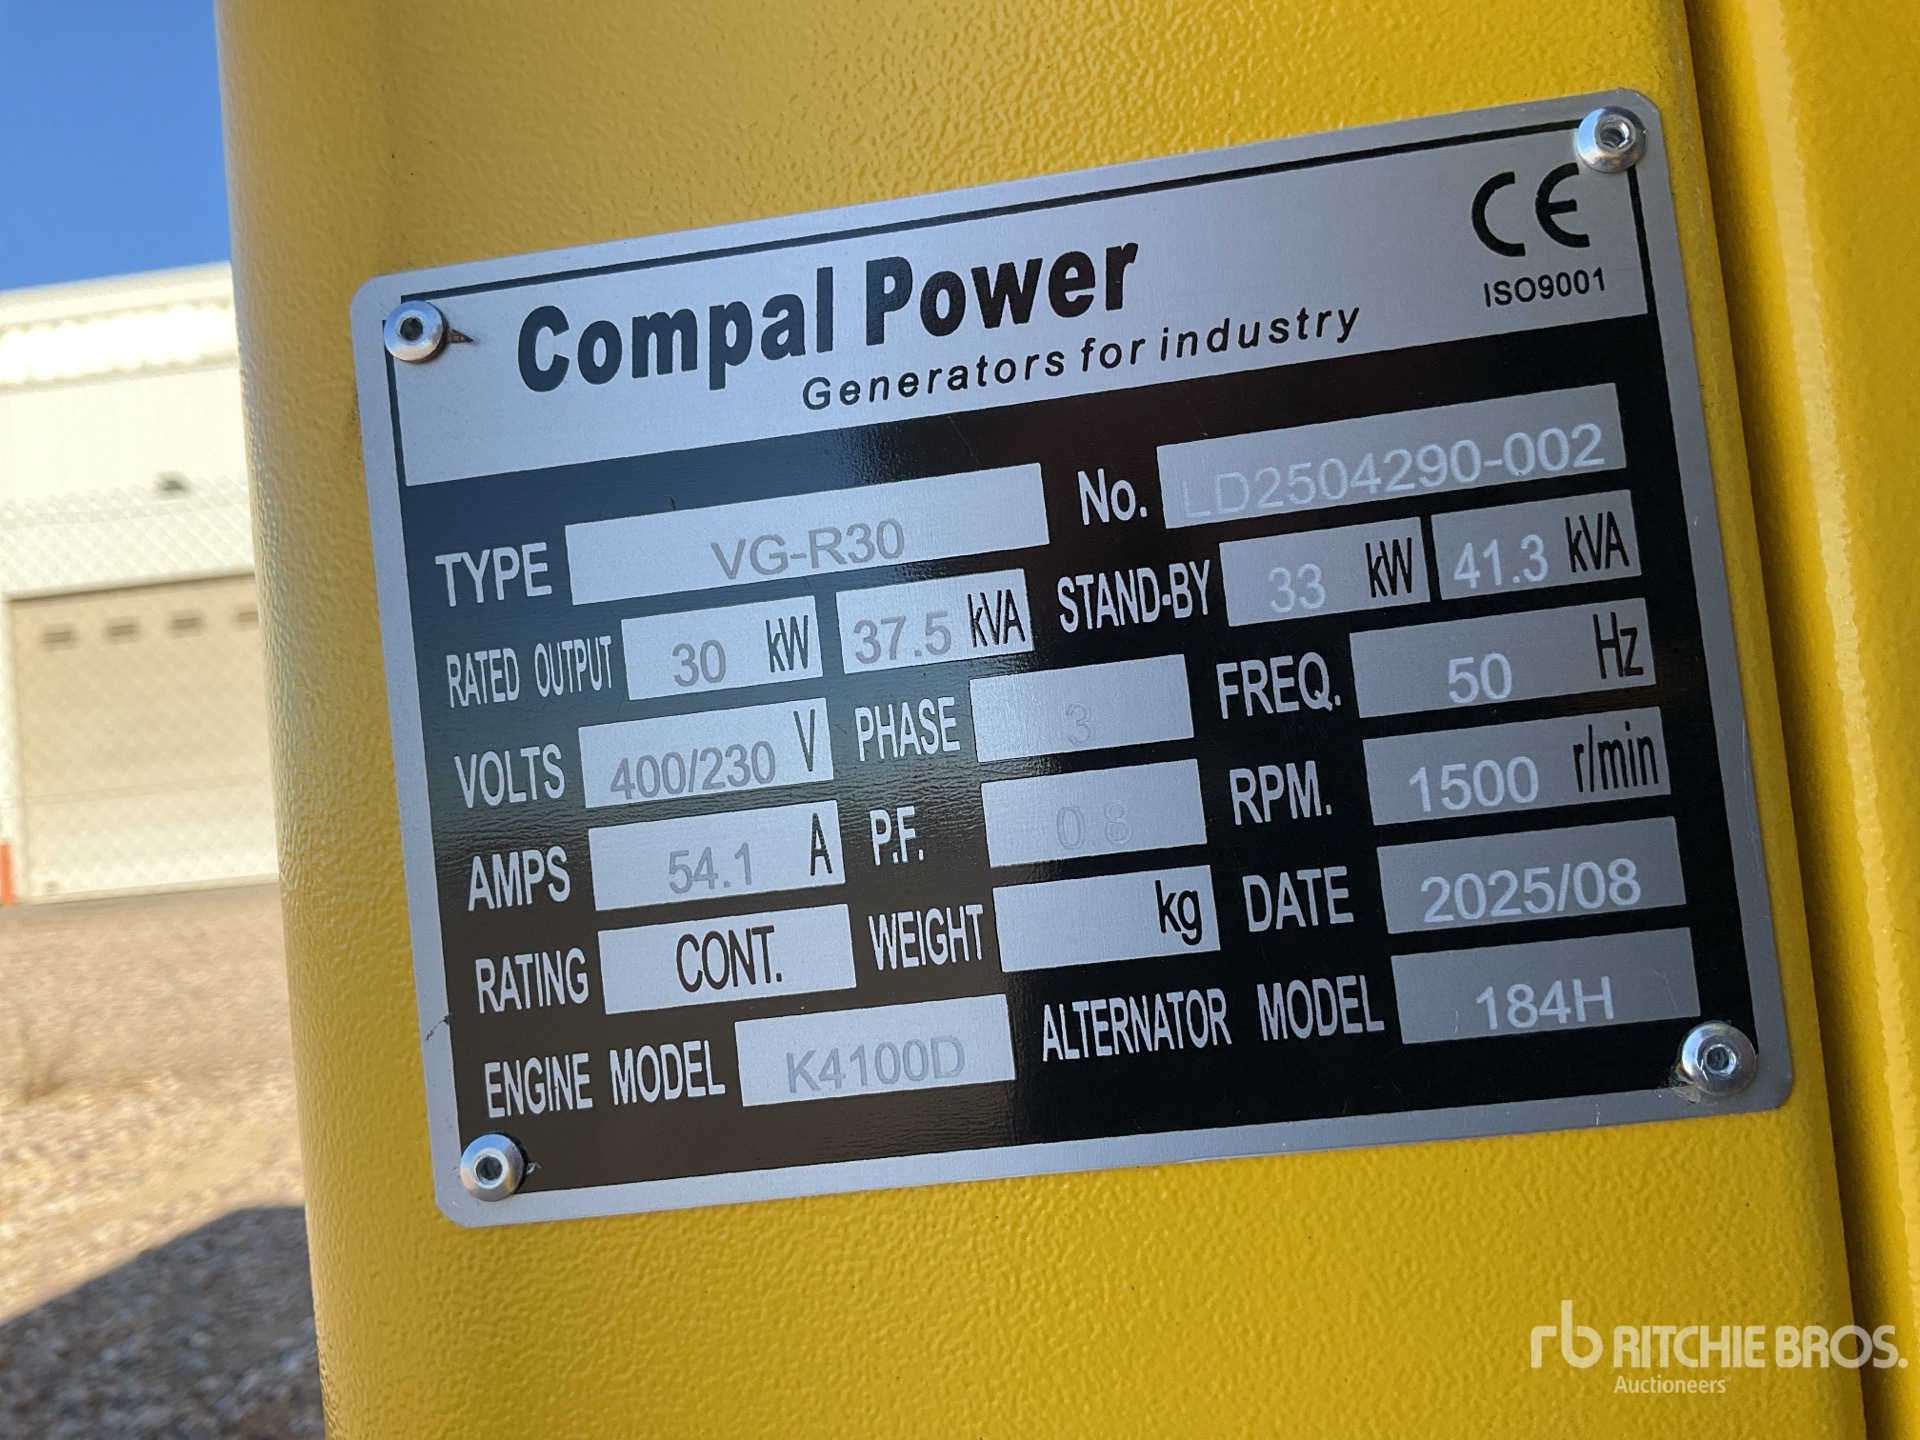 CE
ISO9001
Compal Power
Generators for industry
TYPE VG-R30 No. LD2504290-002
RATED OUTPUT 30 kW 37.5 kVA STAND-BY 33 kW 41.3 kVA
VOLTS 400/230 V PHASE 3 FREQ. 50 Hz
AMPS 54.1 A P.F. 0 8 RPM. 1500 r/min
RATING CONT. WEIGHT kg DATE 2025/08
ENGINE MODEL K4100D ALTERNATOR MODEL 184H
rb RITCHIE BROS.
Auctioneers